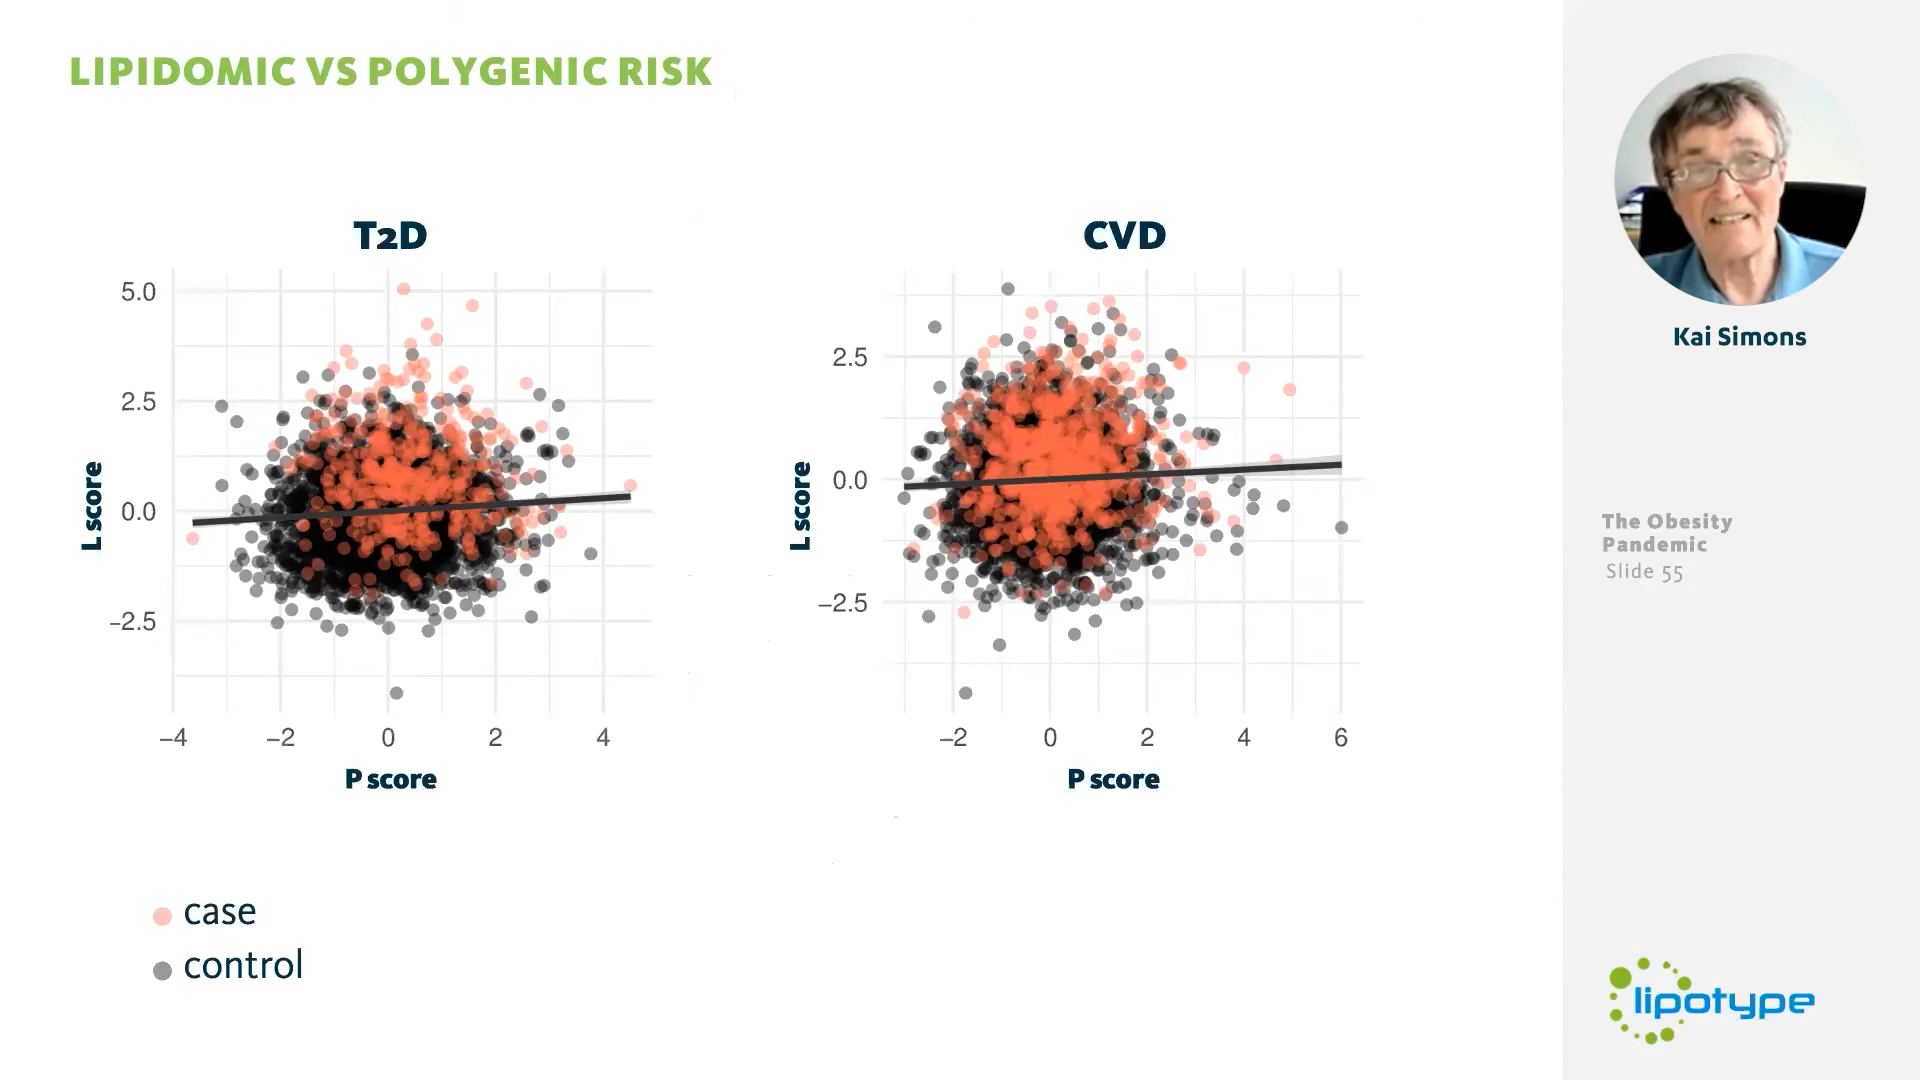 LIPIDOMIC VS POLYGENIC RISK
T2D
5.0
2.5
0.0
−2.5
L score
−4 −2 0 2 4
P score
CVD
2.5
0.0
−2.5
L score
−2 0 2 4 6
P score
case
control
Kai Simons
The Obesity
Pandemic
Slide 55
lipotype